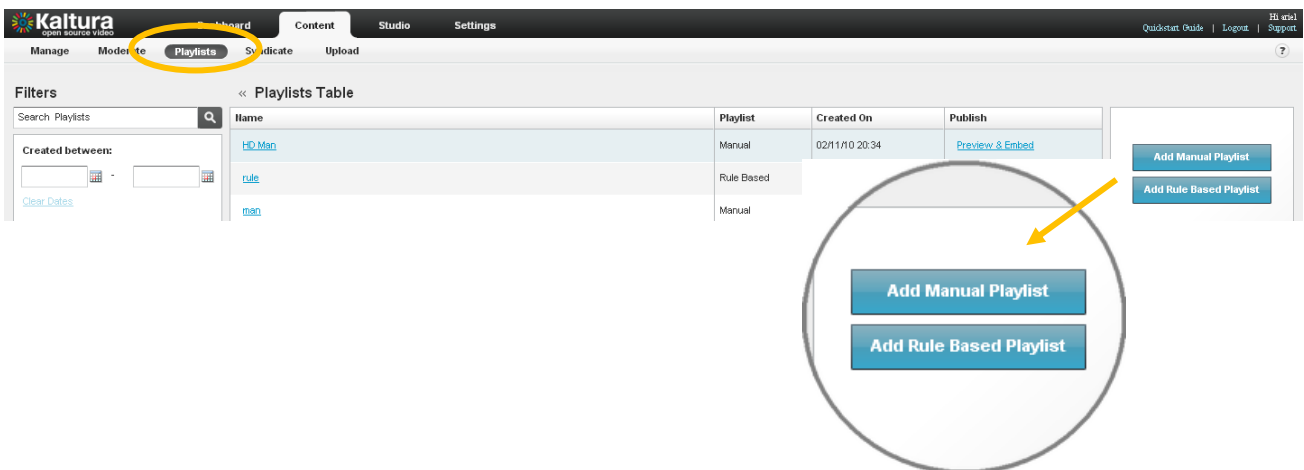 Kaltura Dashboard Content Studio Settings Hi ariel
open source video Quickstart Guide | Logout | Support
Manage Moderate Playlists Syndicate Upload ?
Filters « Playlists Table
Search Playlists Name Playlist Created On Publish
Created between: HD Man Manual 02/11/10 20:34 Preview & Embed Add Manual Playlist
- rule Rule Based Add Rule Based Playlist
Clear Dates man Manual
Add Manual Playlist
Add Rule Based Playlist